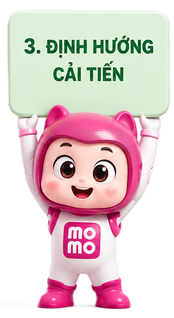 3. ĐỊNH HƯỚNG
CẢI TIẾN
mo
mo